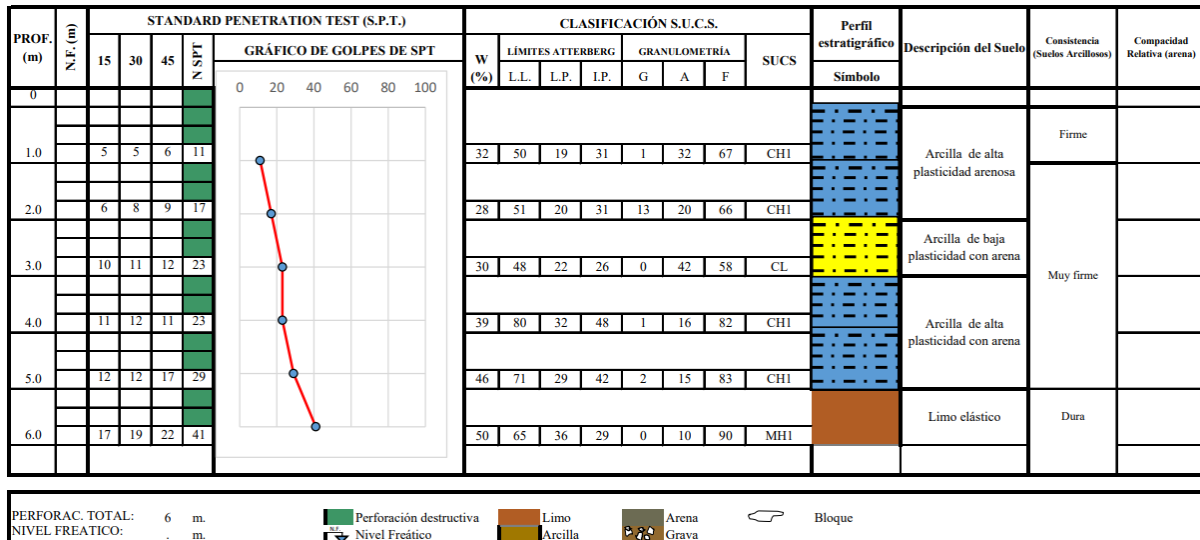 STANDARD PENETRATION TEST (S.P.T.) CLASIFICACIÓN S.U.C.S. Perfil estratigráfico Descripción del Suelo Consistencia (Suelos Arcillosos) Compacidad Relativa (arena)
PROF. (m) N.F. (m) 15 30 45 N SPT GRÁFICO DE GOLPES DE SPT W (%) LÍMITES ATTERBERG GRANULOMETRÍA SUCS
L.L. L.P. I.P. G A F Símbolo
0 20 40 60 80 100
0
Firme
1.0 5 5 6 11 32 50 19 31 1 32 67 CH1
Arcilla de alta
plasticidad arenosa
2.0 6 8 9 17 28 51 20 31 13 20 66 CH1
Arcilla de baja
plasticidad con arena
3.0 10 11 12 23 30 48 22 26 0 42 58 CL
Muy firme
4.0 11 12 11 23 39 80 32 48 1 16 82 CH1
Arcilla de alta
plasticidad con arena
5.0 12 12 17 29 46 71 29 42 2 15 83 CH1
Limo elástico Dura
6.0 17 19 22 41 50 65 36 29 0 10 90 MH1
PERFORAC. TOTAL: 6 m. Perforación destructiva Limo Arena Bloque
NIVEL FREATICO: m. N.F. Nivel Freático Arcilla Grava